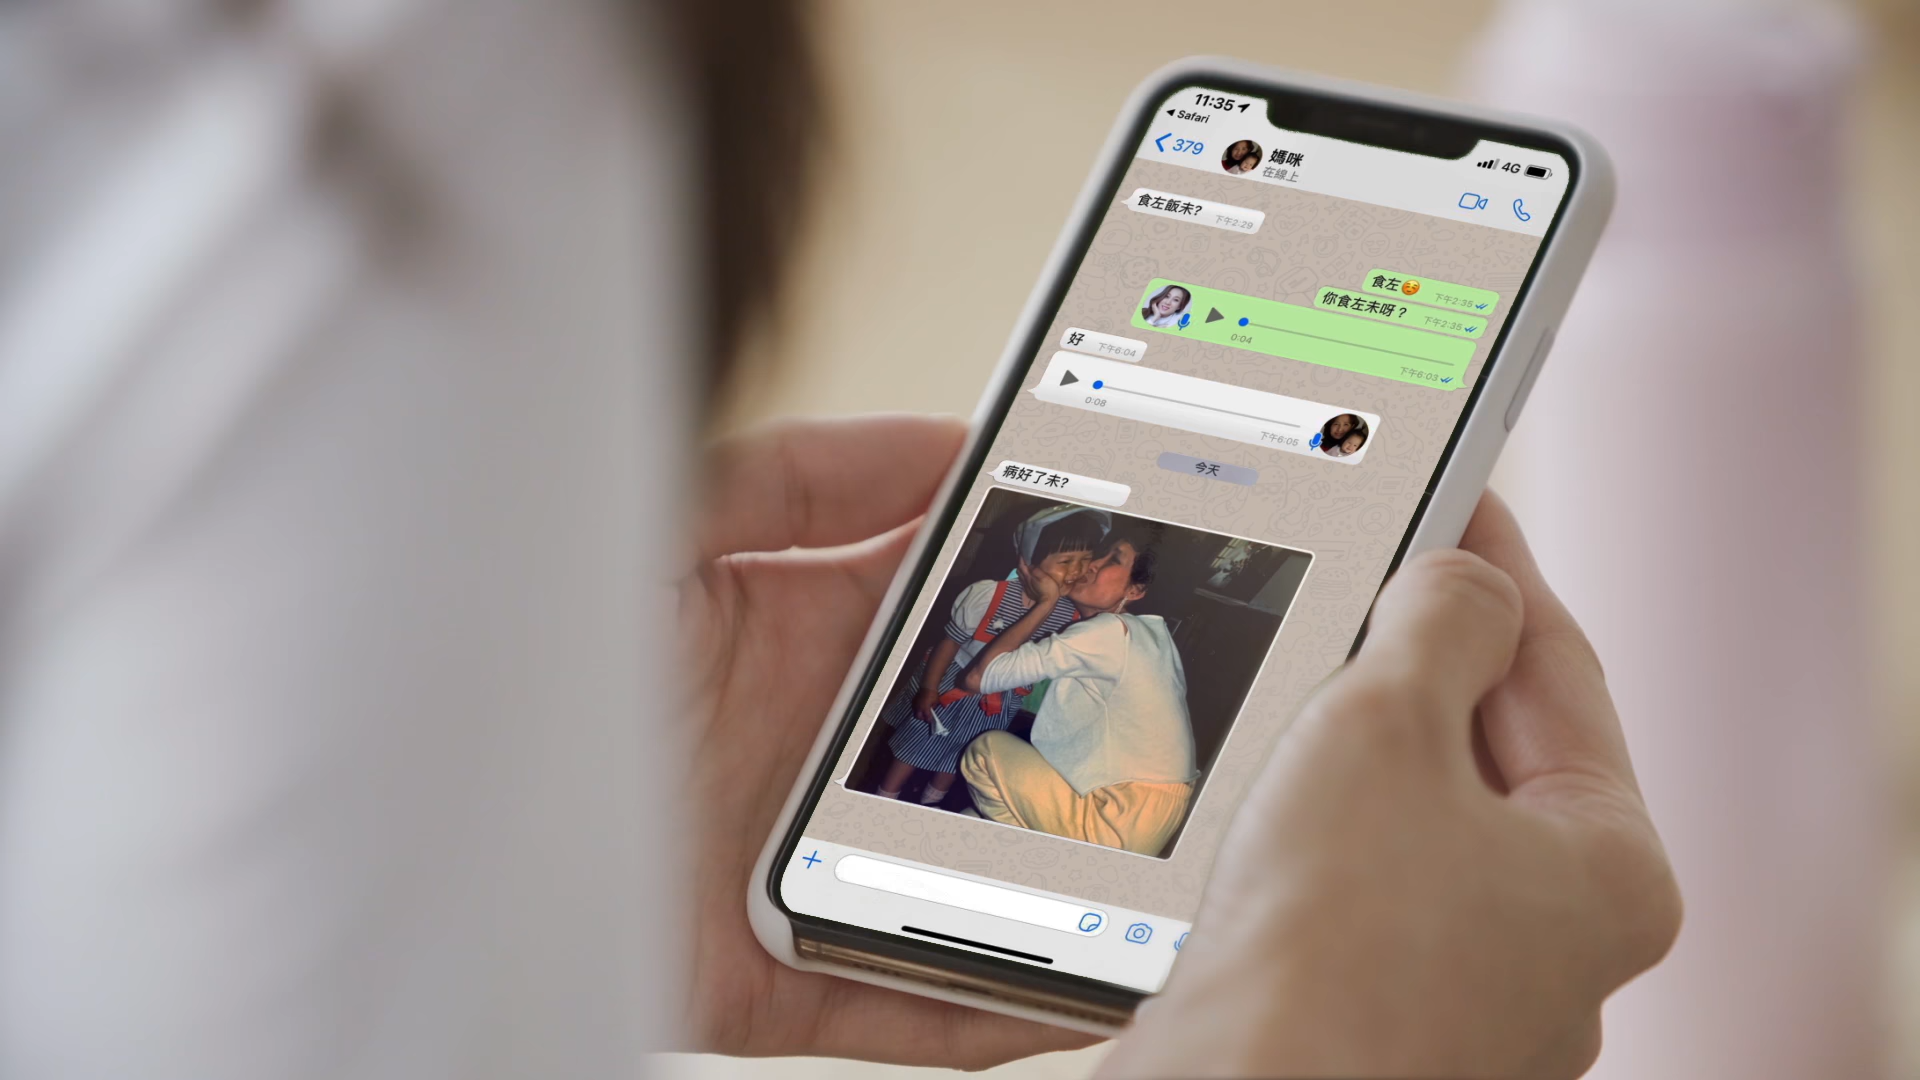 11:35
Safari
4G
379
媽咪
在線上
食左飯未?
下午2:29
食左☺️
下午2:35
你食左未呀？
下午2:35
0:04
下午6:03
好
下午6:04
0:08
下午6:05
今天
病好了未?